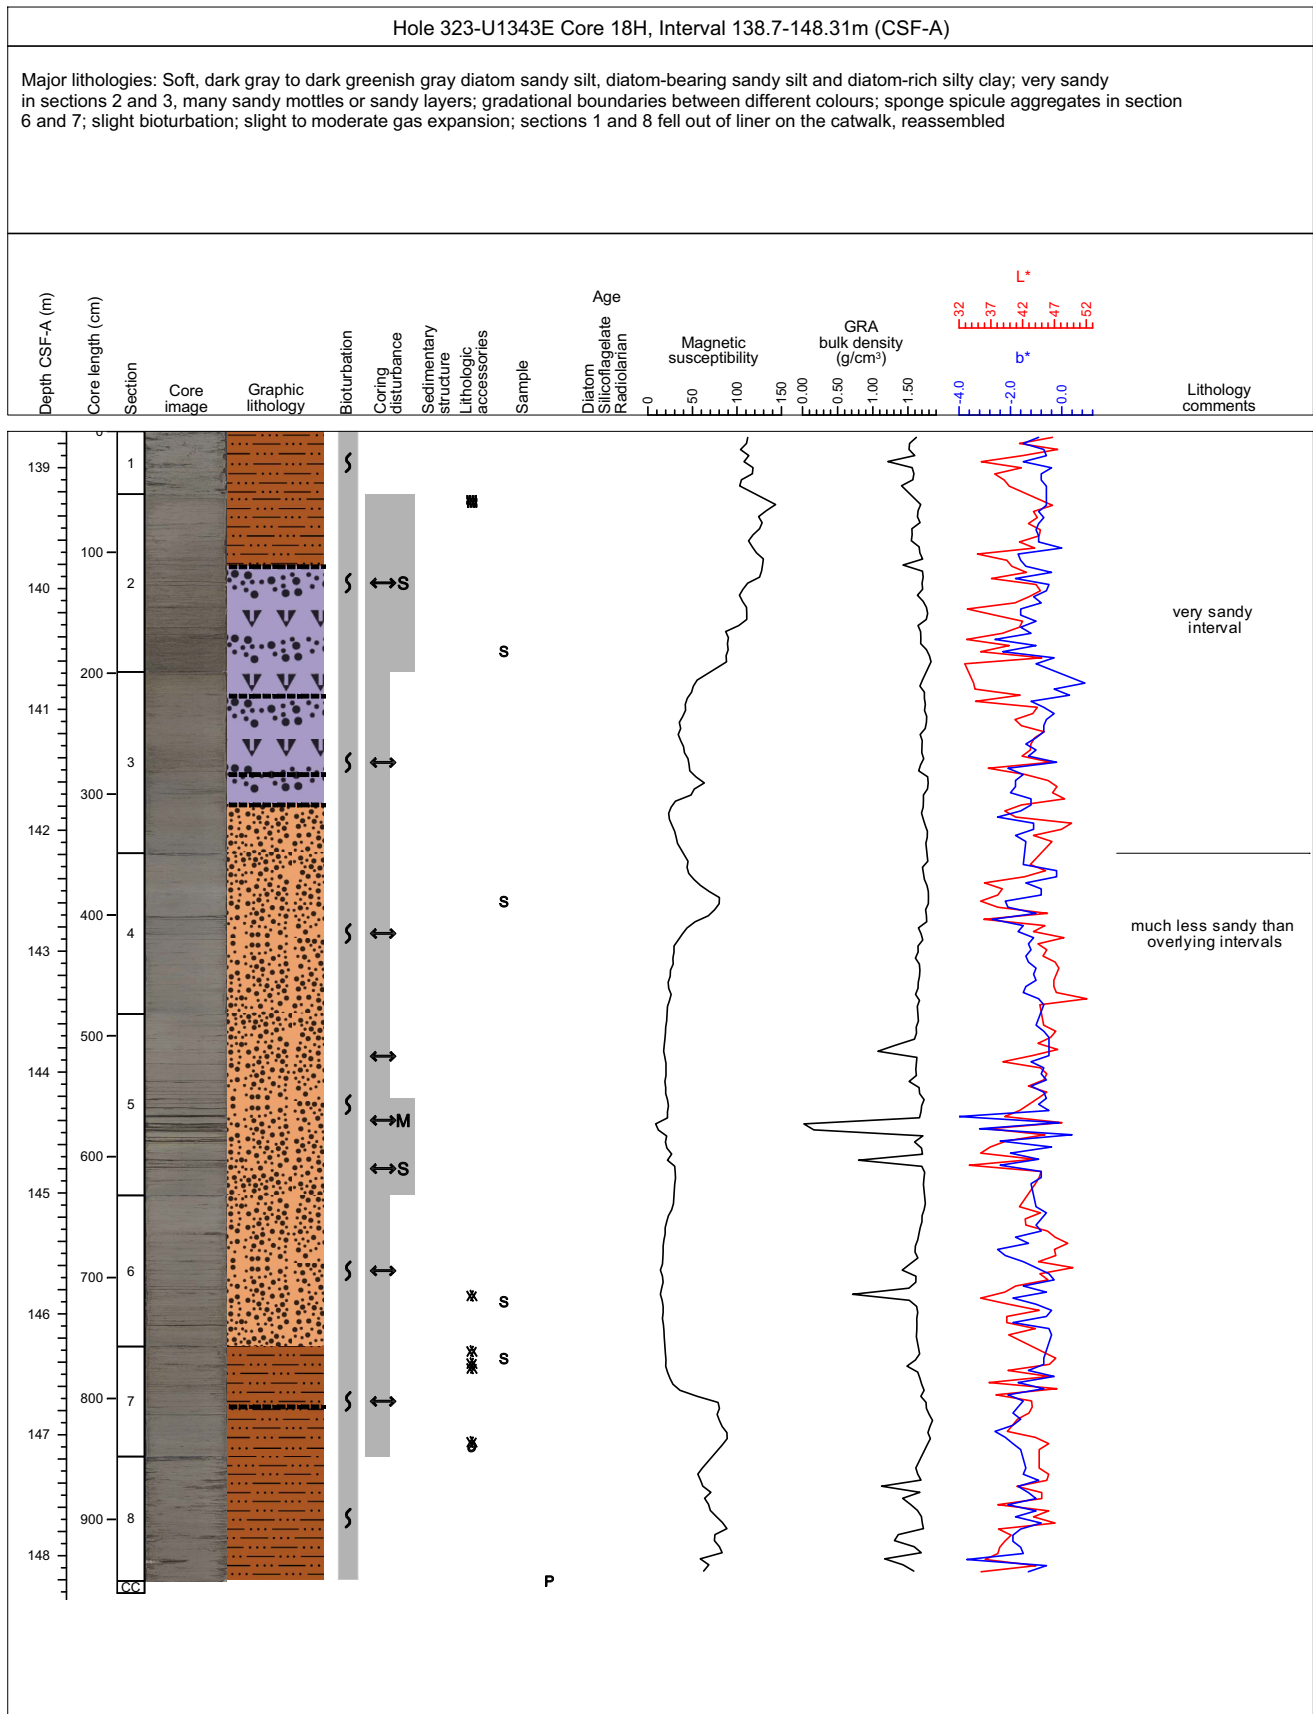 Hole 323-U1343E Core 18H, Interval 138.7-148.31m (CSF-A)
Major lithologies: Soft, dark gray to dark greenish gray diatom sandy silt, diatom-bearing sandy silt and diatom-rich silty clay; very sandy
in sections 2 and 3, many sandy mottles or sandy layers; gradational boundaries between different colours; sponge spicule aggregates in section
6 and 7; slight bioturbation; slight to moderate gas expansion; sections 1 and 8 fell out of liner on the catwalk, reassembled
Depth CSF-A (m)
Core length (cm)
Section
Core
image
Graphic
lithology
Bioturbation
Coring
disturbance
Sedimentary
structure
Lithologic
accessories
Sample
Age
Diatom
Silicoflagelate
Radiolarian
Magnetic
susceptibility
0 50 100 150
GRA
bulk density
(g/cm³)
0.00 0.50 1.00 1.50
L*
32 37 42 47 52
b*
-4.0 -2.0 0.0
Lithology
comments
0
1
139
100
2
S
140
very sandy
interval
S
200
141
3
300
142
S
400
4
much less sandy than
overlying intervals
143
500
144
5
M
600
S
145
700
6
146
S
S
800
7
147
900
8
148
CC
P